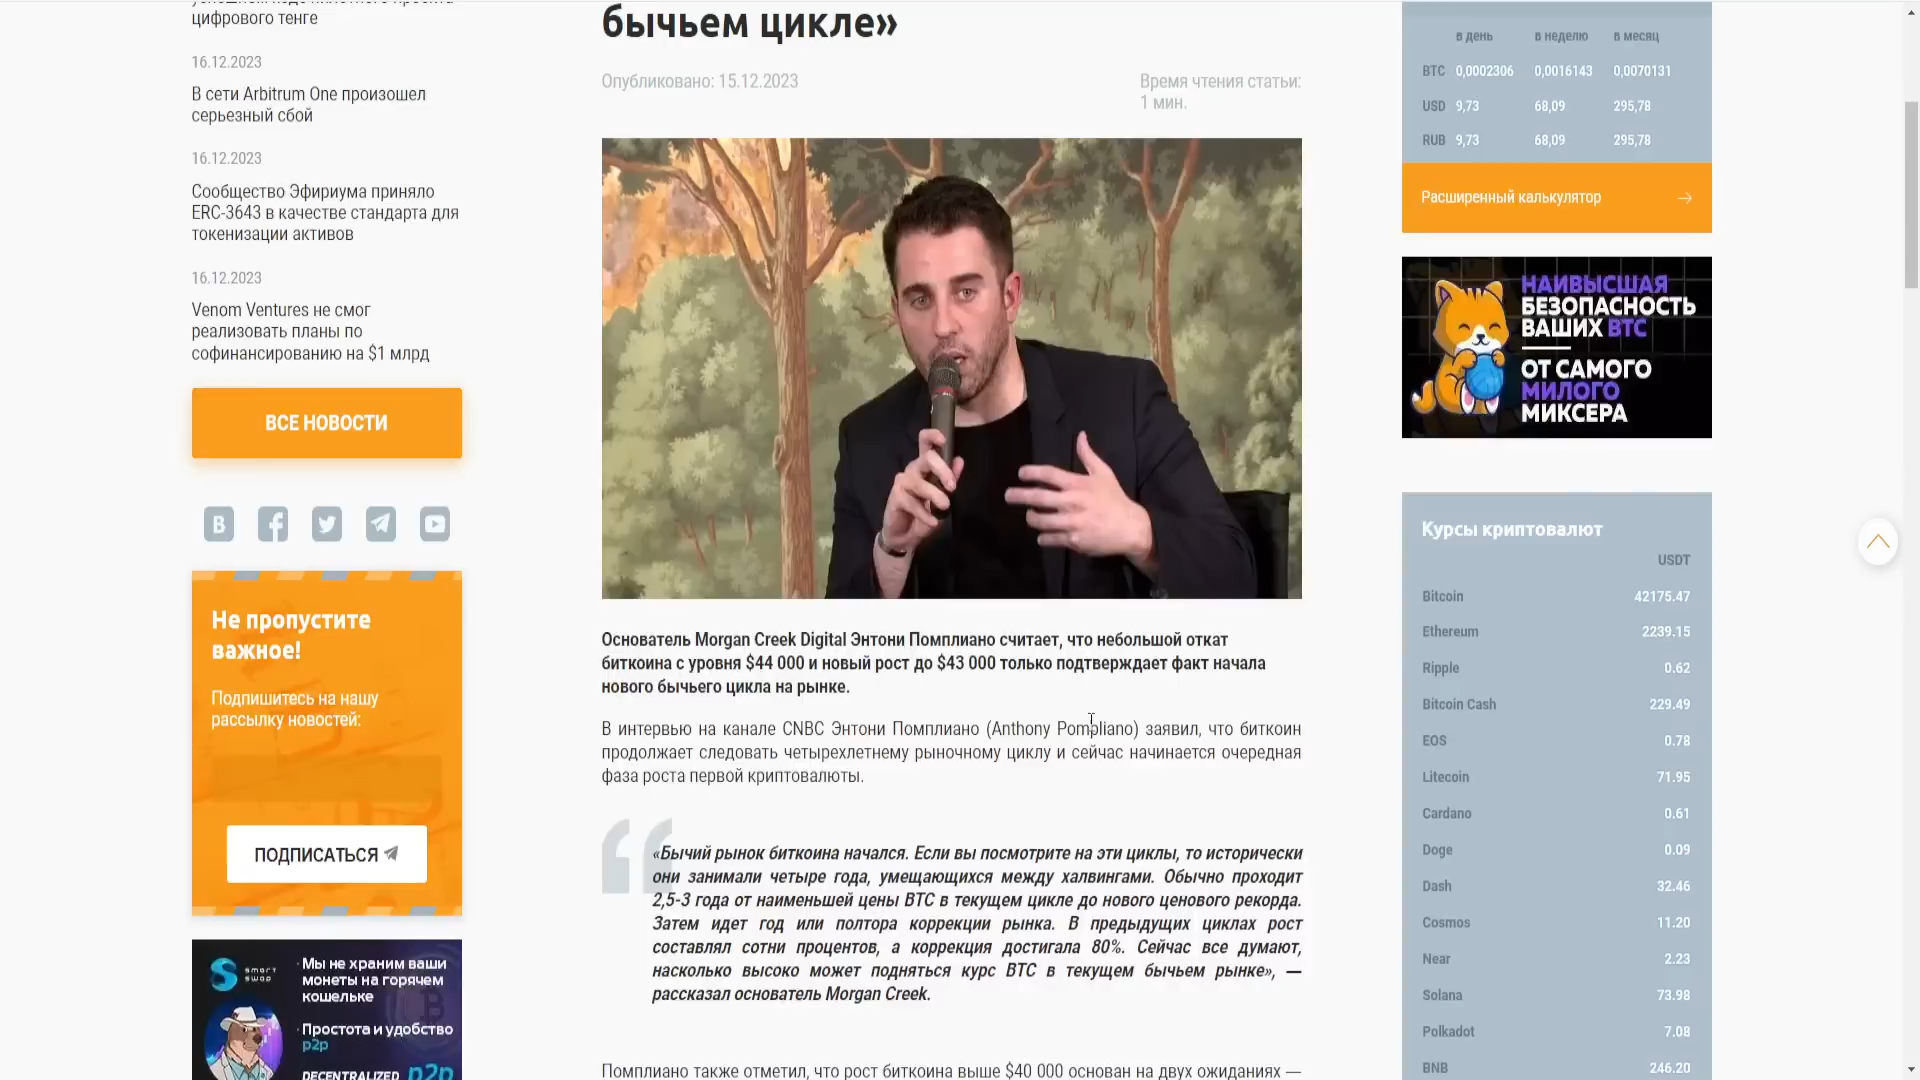 цифрового тенге
16.12.2023
В сети Arbitrum One произошел
серьезный сбой
16.12.2023
Сообщество Эфириума приняло
ERC-3643 в качестве стандарта для
токенизации активов
16.12.2023
Venom Ventures не смог
реализовать планы по
софинансированию на $1 млрд
ВСЕ НОВОСТИ
Не пропустите
важное!
Подпишитесь на нашу
рассылку новостей:
ПОДПИСАТЬСЯ
smart
swap
· Мы не храним ваши
монеты на горячем
кошельке
· Простота и удобство
p2p
DECENTRALIZED p2p
бычьем цикле»
Опубликовано: 15.12.2023
Время чтения статьи:
1 мин.
Основатель Morgan Creek Digital Энтони Помплиано считает, что небольшой откат
биткоина с уровня $44 000 и новый рост до $43 000 только подтверждает факт начала
нового бычьего цикла на рынке.
В интервью на канале CNBC Энтони Помплиано (Anthony Pompliano) заявил, что биткоин
продолжает следовать четырехлетнему рыночному циклу и сейчас начинается очередная
фаза роста первой криптовалюты.
«Бычий рынок биткоина начался. Если вы посмотрите на эти циклы, то исторически
они занимали четыре года, умещающихся между халвингами. Обычно проходит
2,5-3 года от наименьшей цены BTC в текущем цикле до нового ценового рекорда.
Затем идет год или полтора коррекции рынка. В предыдущих циклах рост
составлял сотни процентов, а коррекция достигала 80%. Сейчас все думают,
насколько высоко может подняться курс BTC в текущем бычьем рынке», —
рассказал основатель Morgan Creek.
Помплиано также отметил, что рост биткоина выше $40 000 основан на двух ожиданиях —
в день в неделю в месяц
BTC 0,0002306 0,0016143 0,0070131
USD 9,73 68,09 295,78
RUB 9,73 68,09 295,78
Расширенный калькулятор
НАИВЫСШАЯ
БЕЗОПАСНОСТЬ
ВАШИХ BTC
ОТ САМОГО
МИЛОГО
МИКСЕРА
Курсы криптовалют
USDT
Bitcoin 42175.47
Ethereum 2239.15
Ripple 0.62
Bitcoin Cash 229.49
EOS 0.78
Litecoin 71.95
Cardano 0.61
Doge 0.09
Dash 32.46
Cosmos 11.20
Near 2.23
Solana 73.98
Polkadot 7.08
BNB 246.20